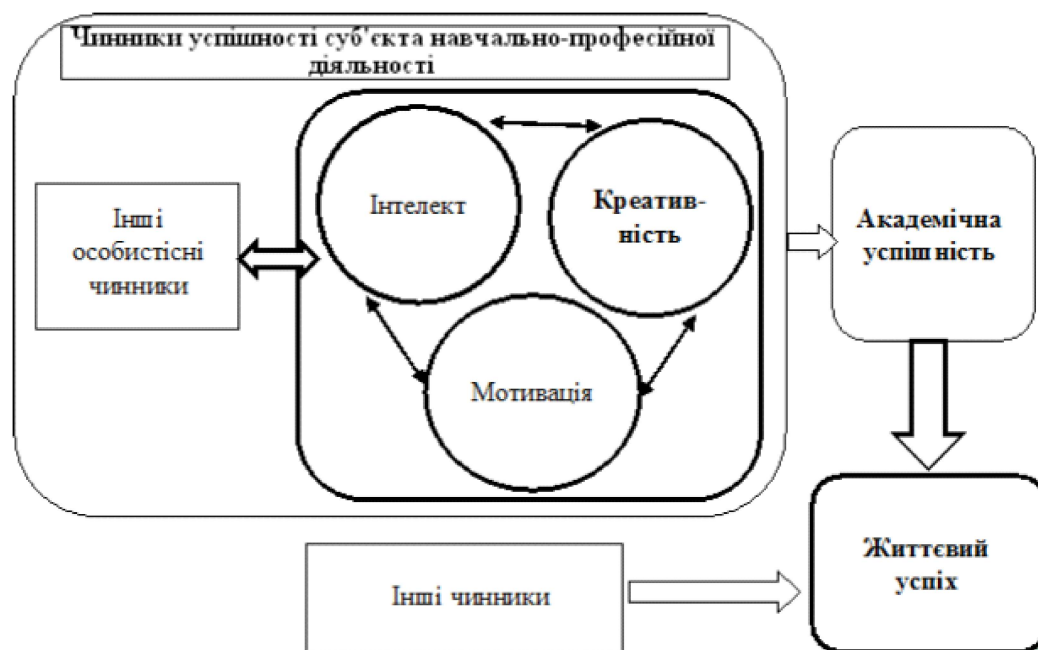 Чинники успішності суб'єкта навчально-професійної
діяльності
Інтелект
Креатив-
ність
Мотивація
Інші
особистісні
чинники
Академічна
успішність
Життєвий
успіх
Інші чинники